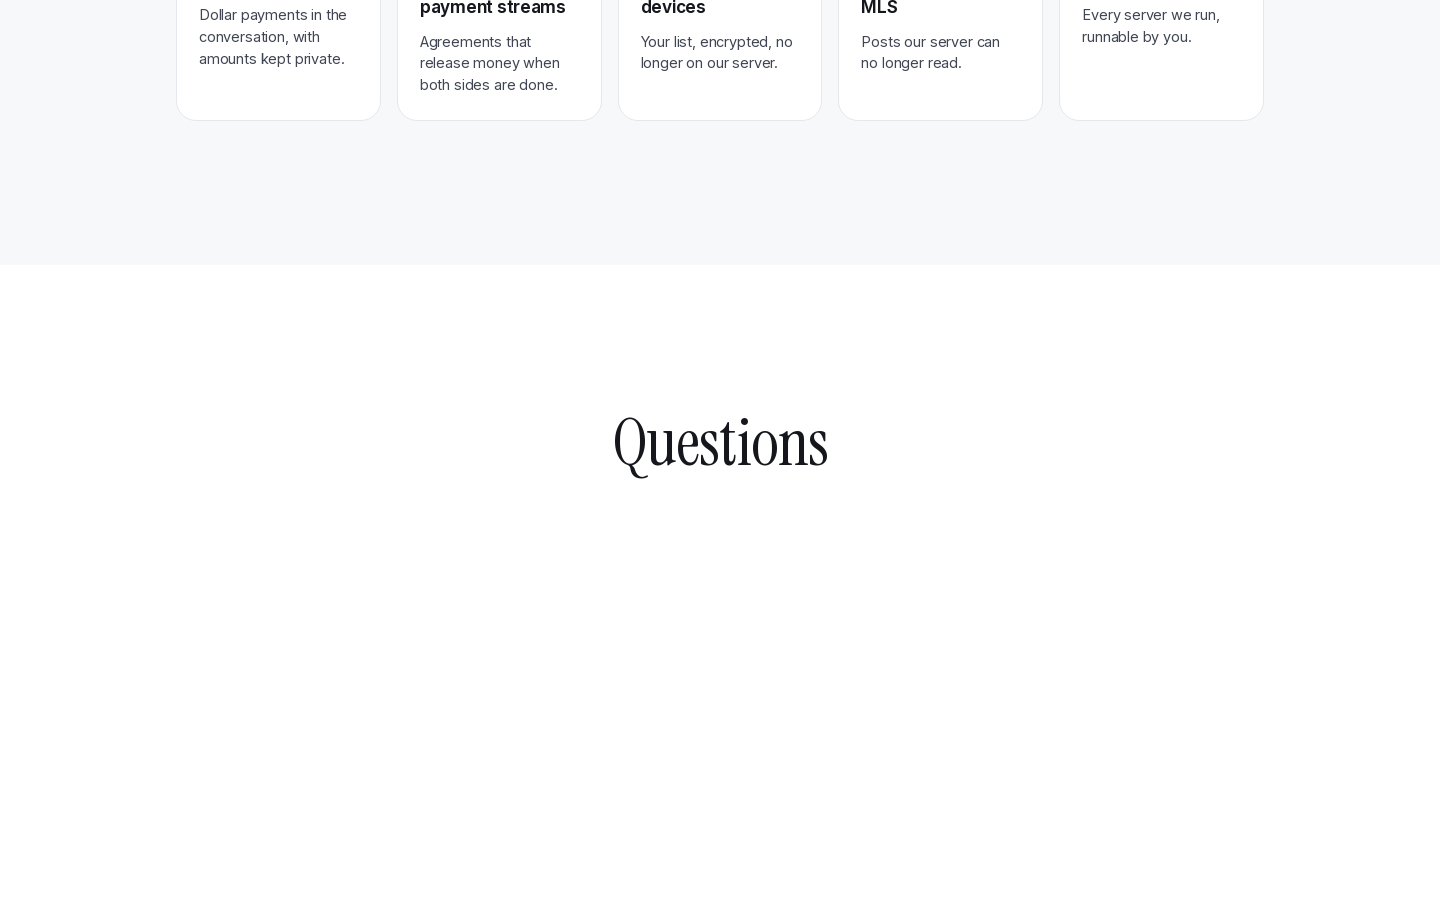 Dollar payments in the
conversation, with
amounts kept private.
payment streams
Agreements that
release money when
both sides are done.
devices
Your list, encrypted, no
longer on our server.
MLS
Posts our server can
no longer read.
Every server we run,
runnable by you.
Questions